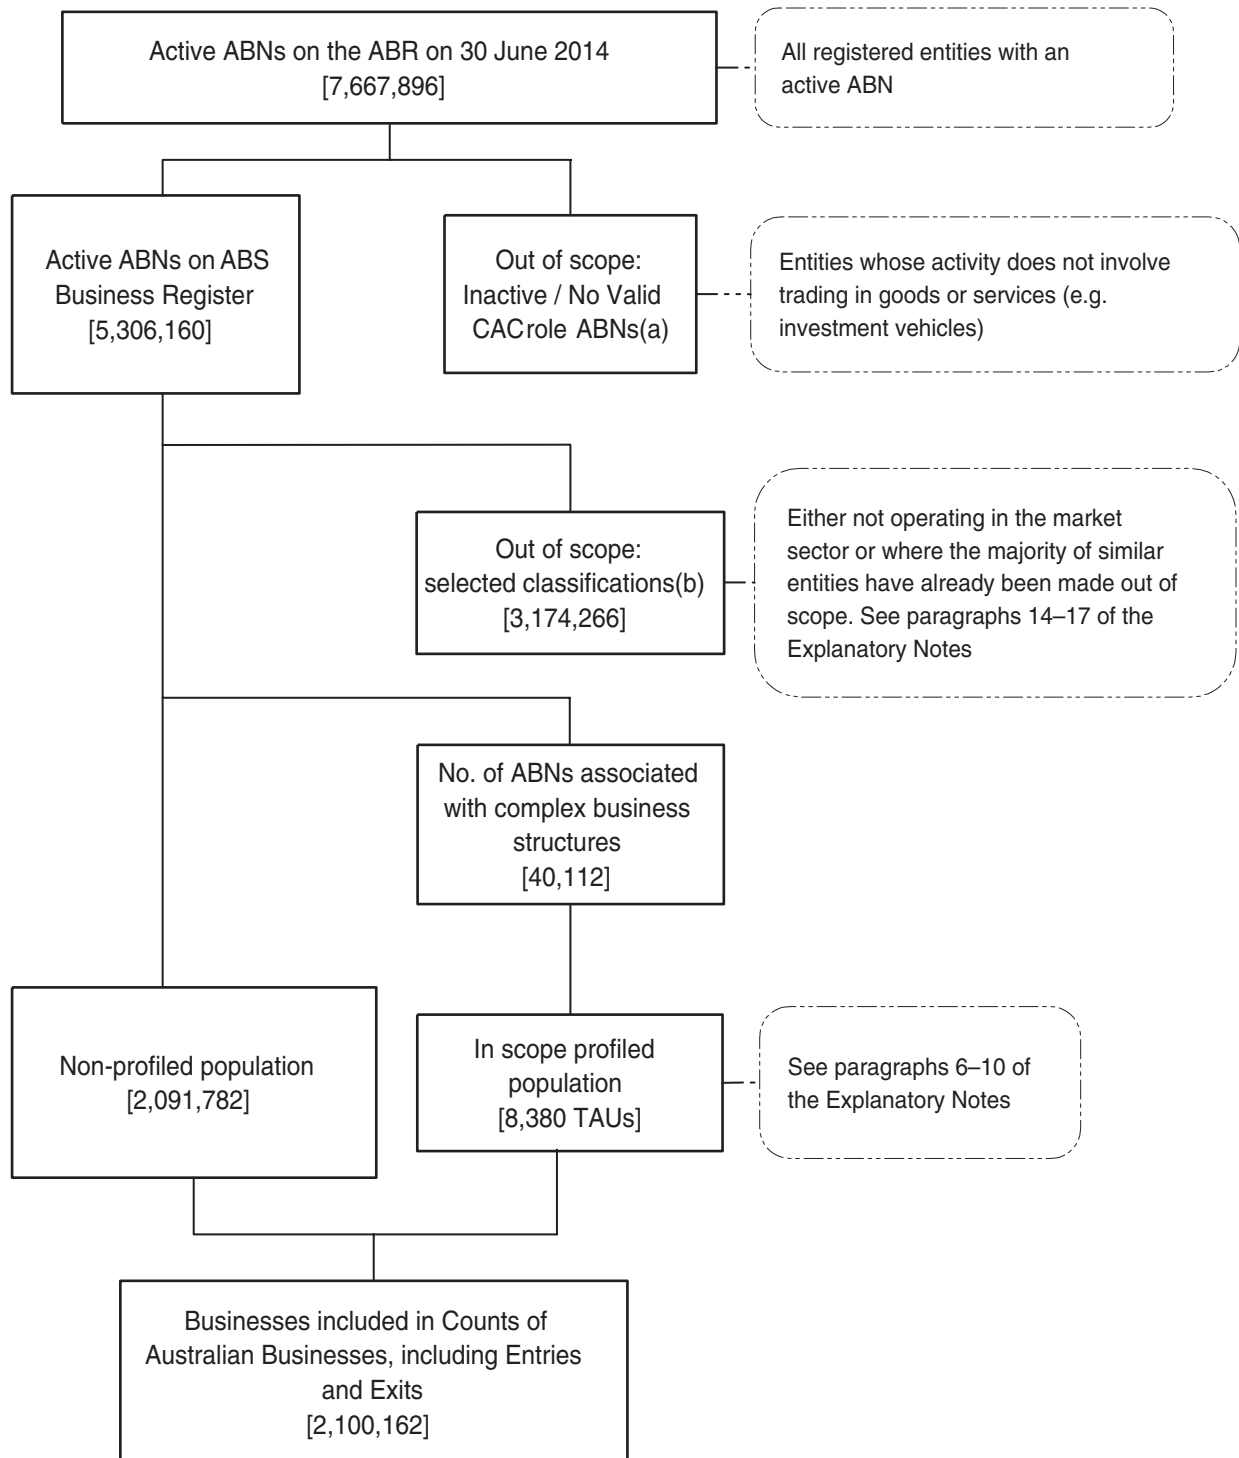 Active ABNs on the ABR on 30 June 2014
[7,667,896]
All registered entities with an
active ABN
Active ABNs on ABS
Business Register
[5,306,160]
Out of scope:
Inactive / No Valid
CACrole ABNs(a)
Entities whose activity does not involve
trading in goods or services (e.g.
investment vehicles)
Out of scope:
selected classifications(b)
[3,174,266]
Either not operating in the market
sector or where the majority of similar
entities have already been made out of
scope. See paragraphs 14–17 of the
Explanatory Notes
No. of ABNs associated
with complex business
structures
[40,112]
Non-profiled population
[2,091,782]
In scope profiled
population
[8,380 TAUs]
See paragraphs 6–10 of
the Explanatory Notes
Businesses included in Counts of
Australian Businesses, including Entries
and Exits
[2,100,162]